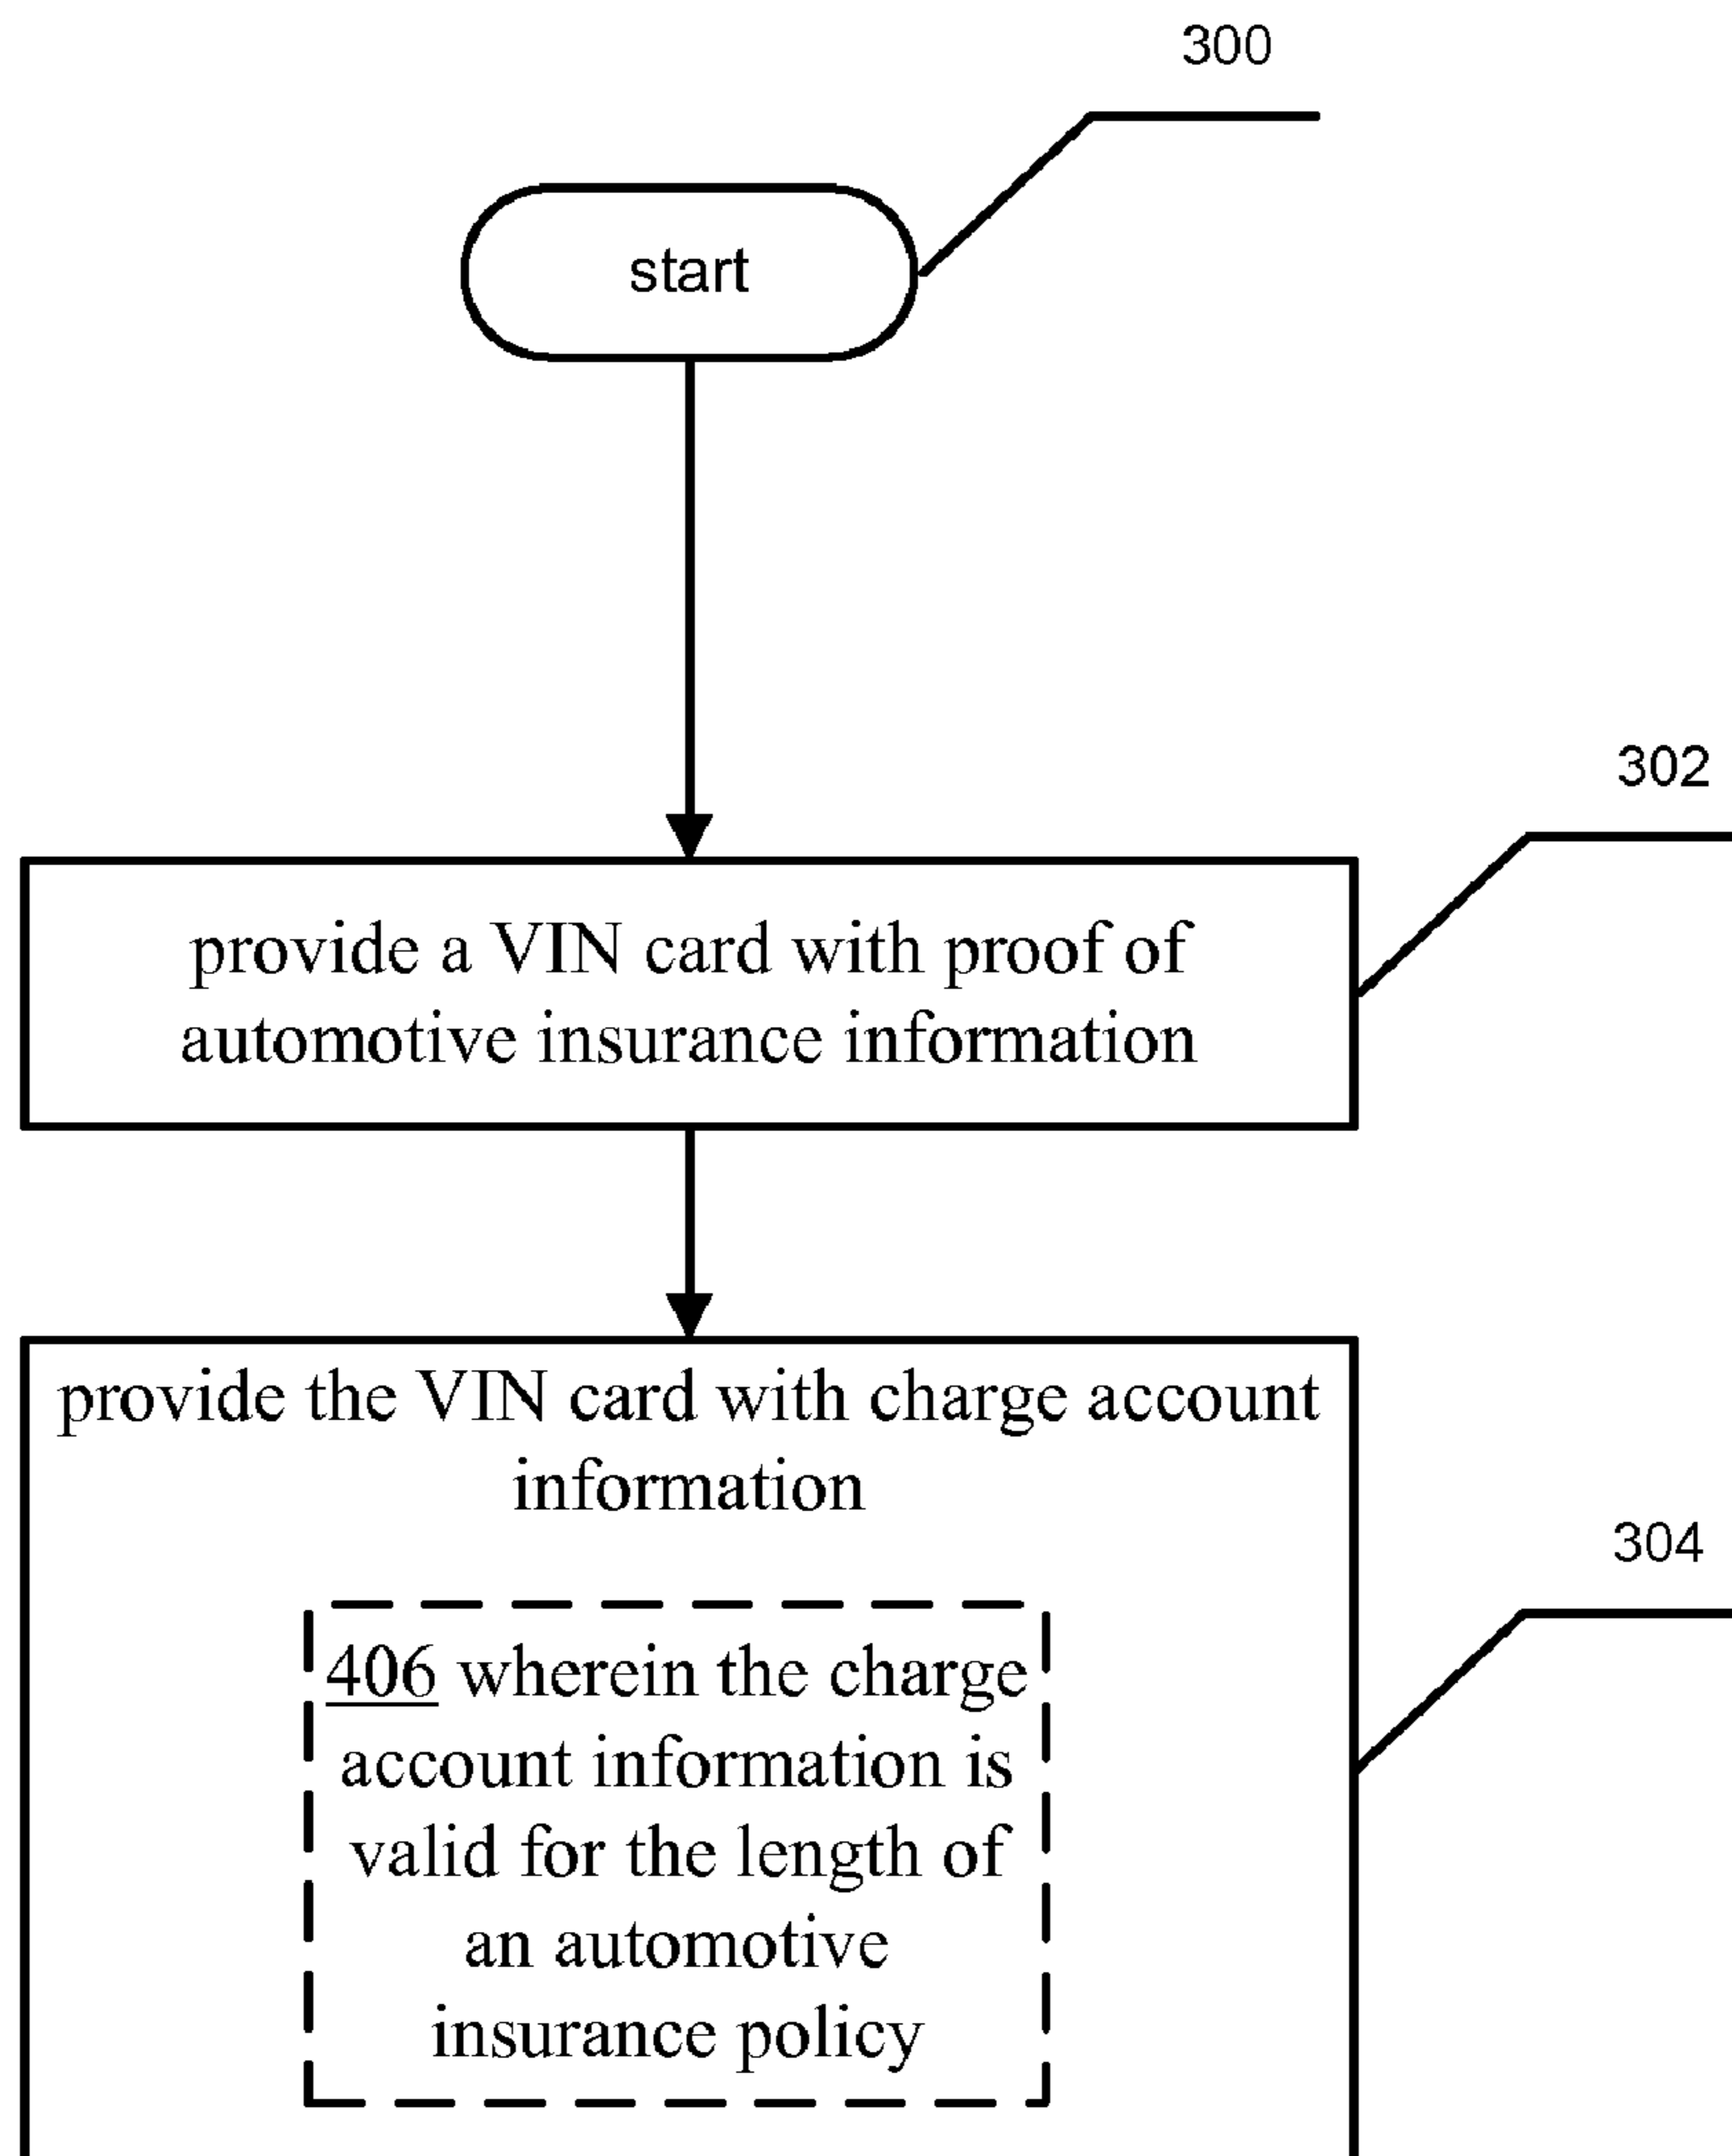 300
start
302
provide a VIN card with proof of
automotive insurance information
provide the VIN card with charge account
information
304
406 wherein the charge
account information is
valid for the length of
an automotive
insurance policy